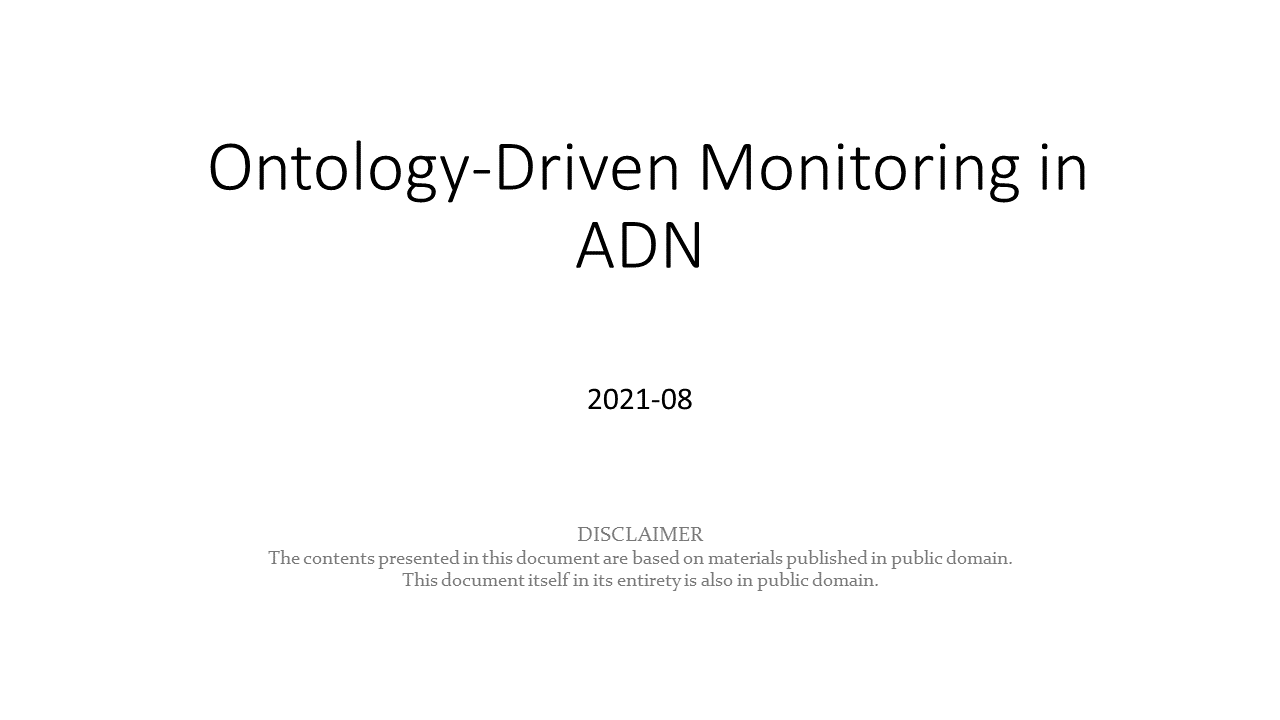 Ontology-Driven Monitoring in
ADN
2021-08
DISCLAIMER
The contents presented in this document are based on materials published in public domain.
This document itself in its entirety is also in public domain.